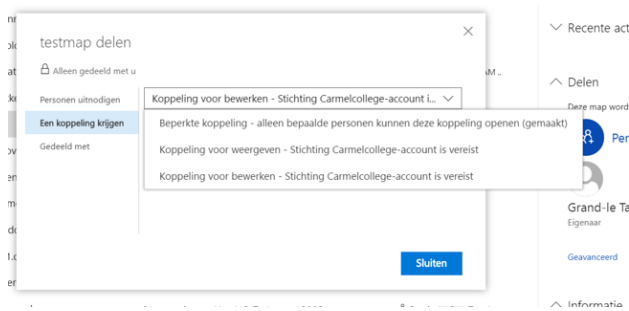 Recente act
testmap delen
Alleen gedeeld met u
Delen
Personen uitnodigen
Koppeling voor bewerken - Stichting Carmelcollege-account i...
Deze map word
Een koppeling krijgen
Beperkte koppeling - alleen bepaalde personen kunnen deze koppeling openen (gemaakt)
Per
Gedeeld met
Koppeling voor weergeven - Stichting Carmelcollege-account is vereist
Koppeling voor bewerken - Stichting Carmelcollege-account is vereist
Grand-le Ta
Eigenaar
Sluiten
Geavanceerd
Informatie